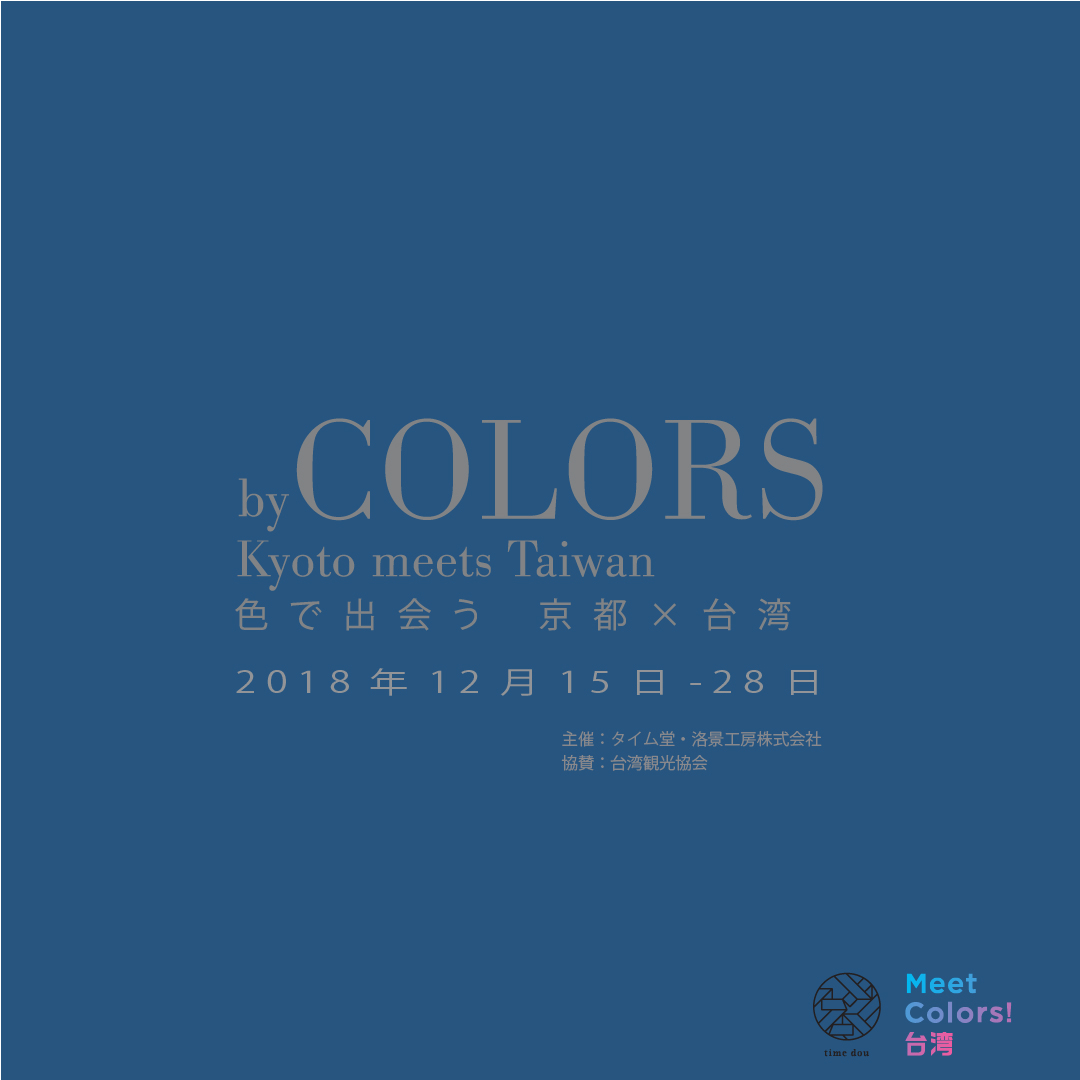 by COLORS
Kyoto meets Taiwan
色で出会う 京都×台湾
2018年12月15日-28日
主催：タイム堂・洛景工房株式会社
協賛：台湾観光協会
time dou
Meet
Colors!
台湾